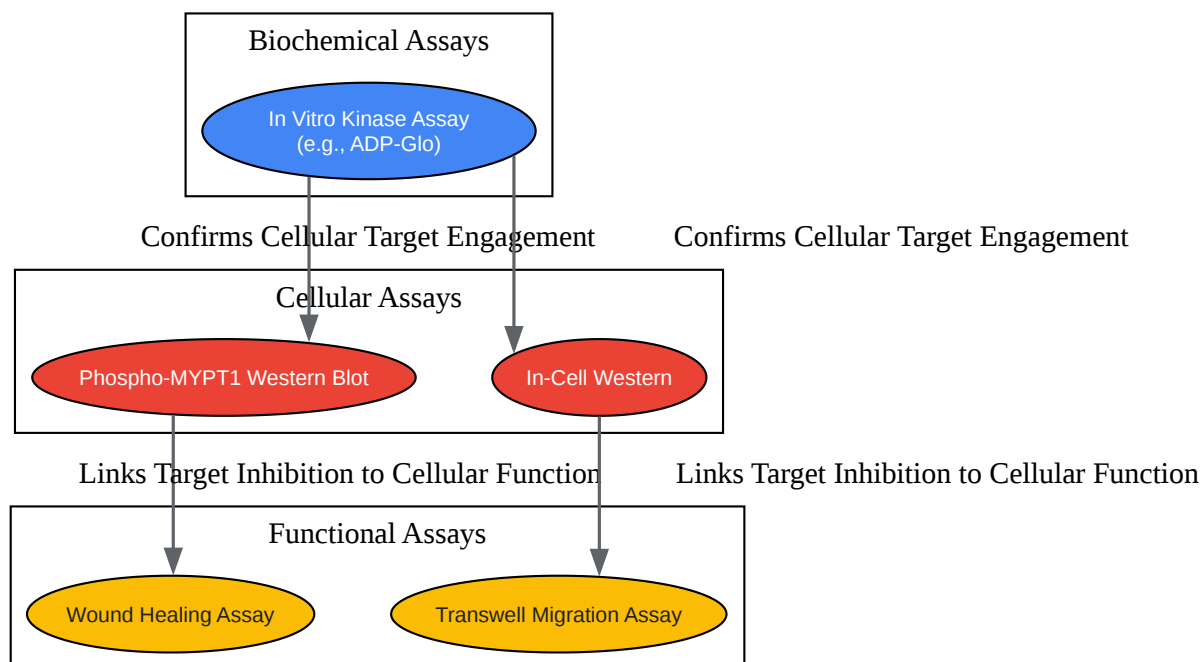 Biochemical Assays
In Vitro Kinase Assay
(e.g., ADP-Glo)
Confirms Cellular Target Engagement
Confirms Cellular Target Engagement
Cellular Assays
Phospho-MYPT1 Western Blot
In-Cell Western
Links Target Inhibition to Cellular Function
Links Target Inhibition to Cellular Function
Functional Assays
Wound Healing Assay
Transwell Migration Assay